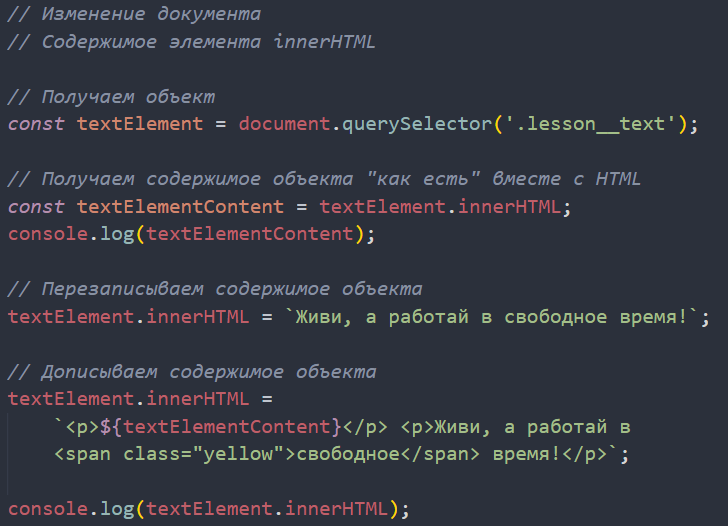 // Изменение документа
// Содержимое элемента innerHTML
// Получаем объект
const textElement = document.querySelector('.lesson__text');
// Получаем содержимое объекта "как есть" вместе с HTML
const textElementContent = textElement.innerHTML;
console.log(textElementContent);
// Перезаписываем содержимое объекта
textElement.innerHTML = `Живи, а работай в свободное время!`;
// Дописываем содержимое объекта
textElement.innerHTML =
`<p>${textElementContent}</p> <p>Живи, а работай в
<span class="yellow">свободное</span> время!</p>`;
console.log(textElement.innerHTML);